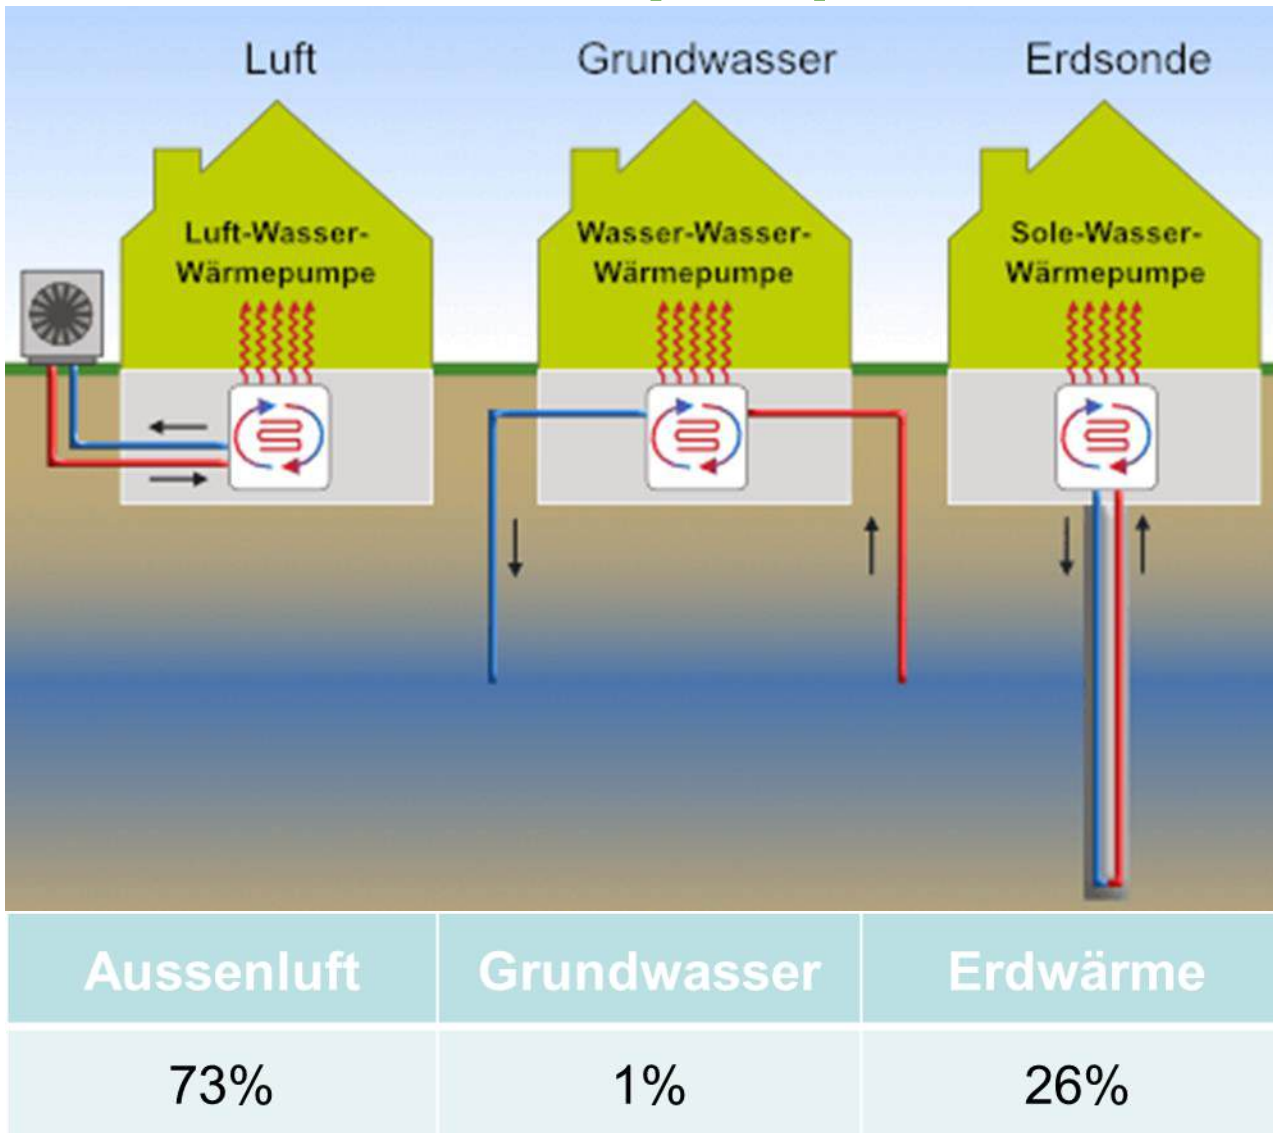 Luft
Grundwasser
Erdsonde
Luft-Wasser-
Wärmepumpe
Wasser-Wasser-
Wärmepumpe
Sole-Wasser-
Wärmepumpe
Aussenluft
Grundwasser
Erdwärme
73%
1%
26%